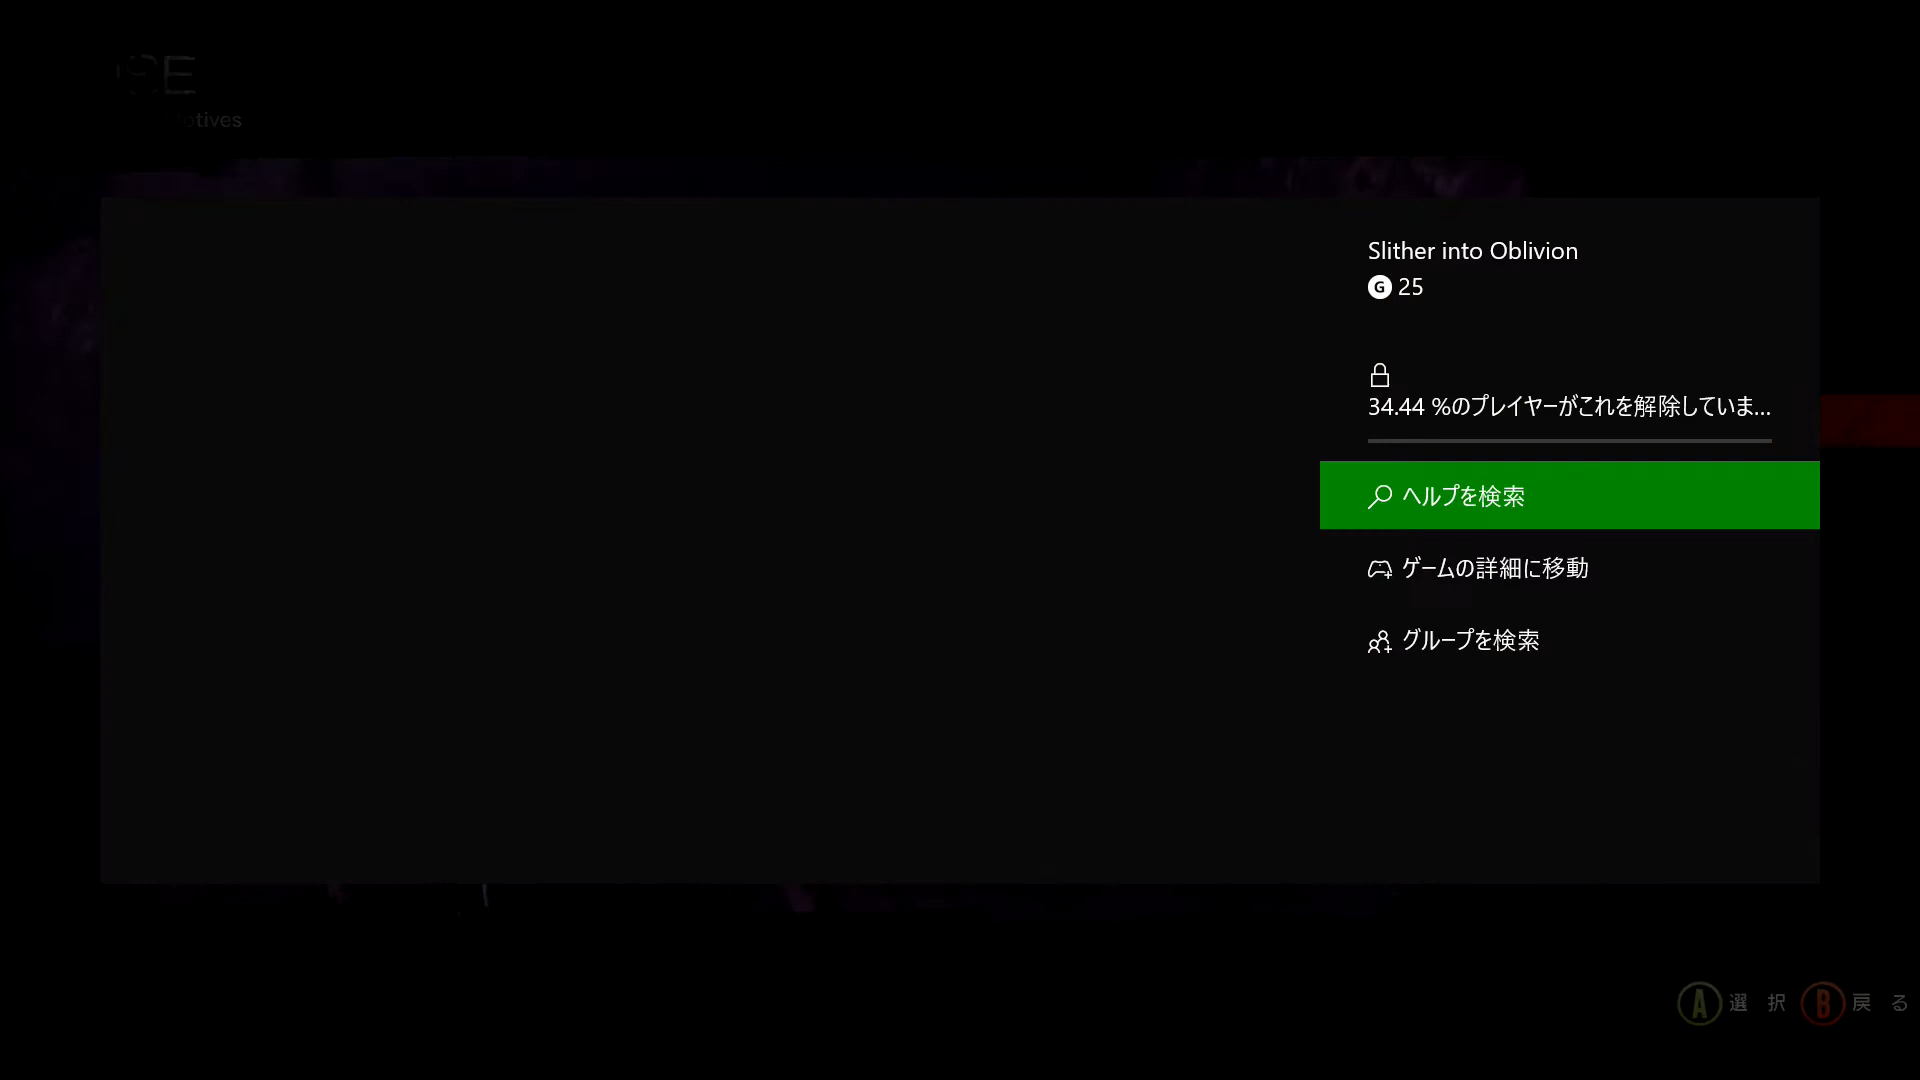 Slither into Oblivion
G 25
34.44 %のプレイヤーがこれを解除していま...
ヘルプを検索
ゲームの詳細に移動
グループを検索
A 選択 B 戻る